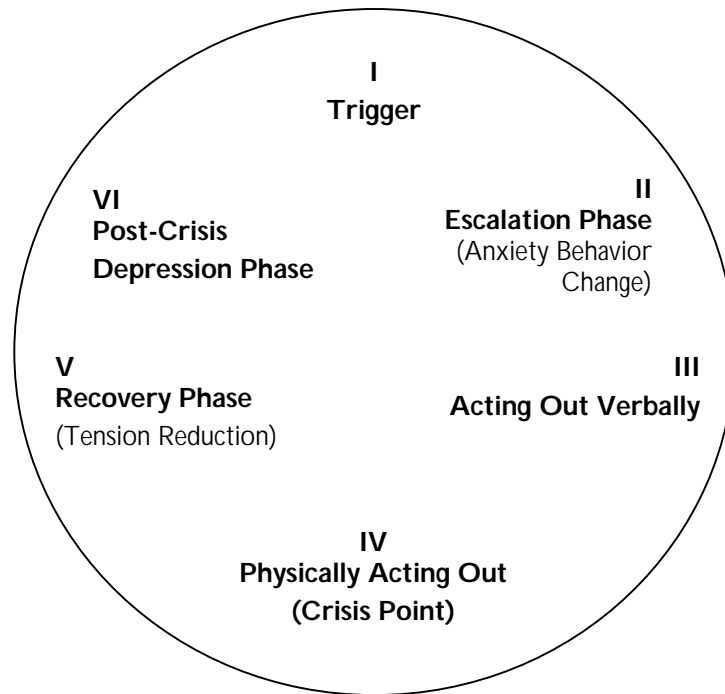 I
Trigger
II
Escalation Phase
(Anxiety Behavior
Change)
III
Acting Out Verbally
IV
Physically Acting Out
(Crisis Point)
V
Recovery Phase
(Tension Reduction)
VI
Post-Crisis
Depression Phase